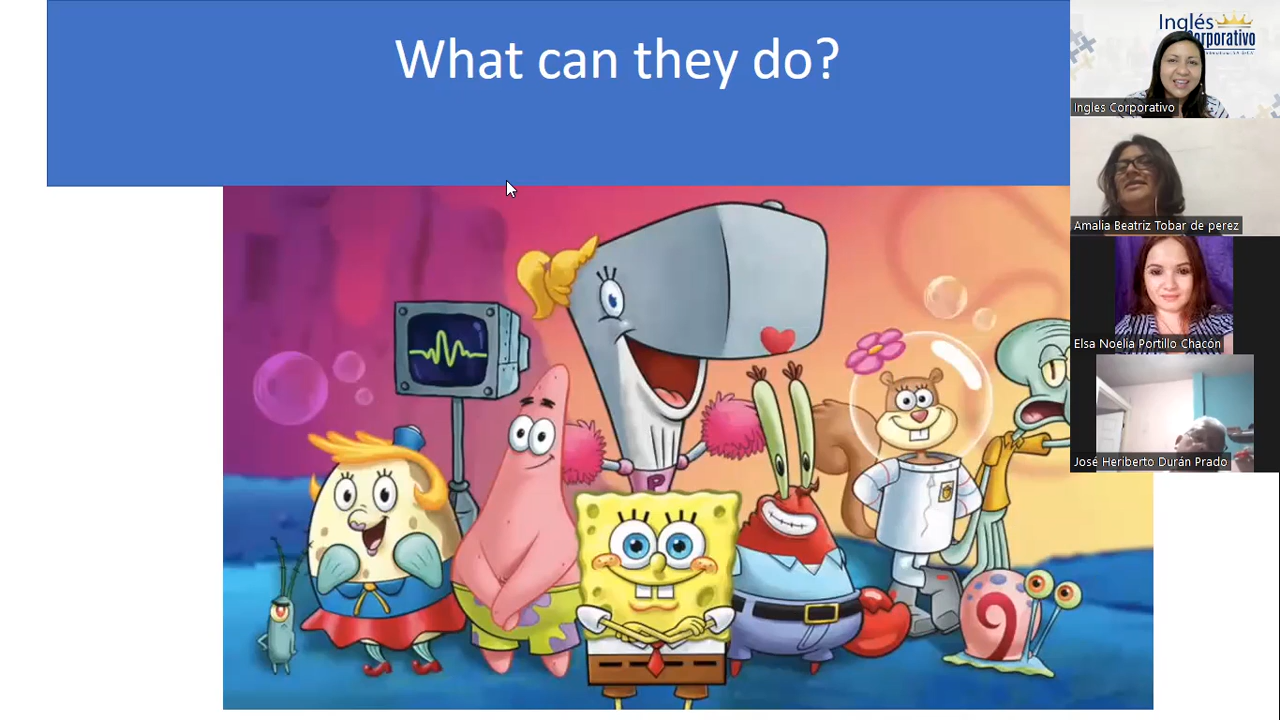 What can they do?
Inglés
Corporativo
Ingles Corporativo
Amalia Beatriz Tobar de perez
Elsa Noelia Portillo Chacón
José Heriberto Durán Prado
P